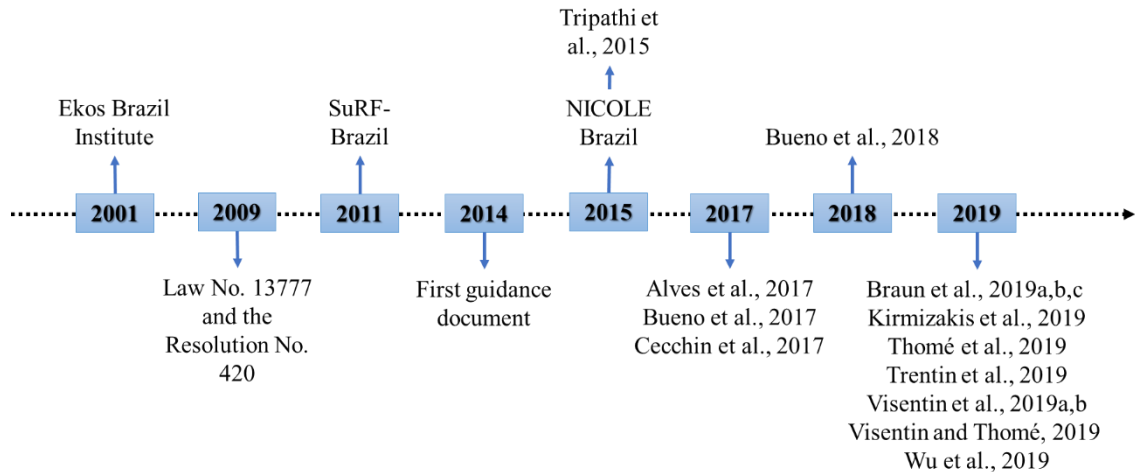 Tripathi et
al., 2015
Ekos Brazil
Institute
SuRF-
Brazil
NICOLE
Brazil
Bueno et al., 2018
2001
2009
2011
2014
2015
2017
2018
2019
Law No. 13777
and the
Resolution No.
420
First guidance
document
Alves et al., 2017
Bueno et al., 2017
Cecchin et al., 2017
Braun et al., 2019a,b,c
Kirmizakis et al., 2019
Thomé et al., 2019
Trentin et al., 2019
Visentin et al., 2019a,b
Visentin and Thomé, 2019
Wu et al., 2019